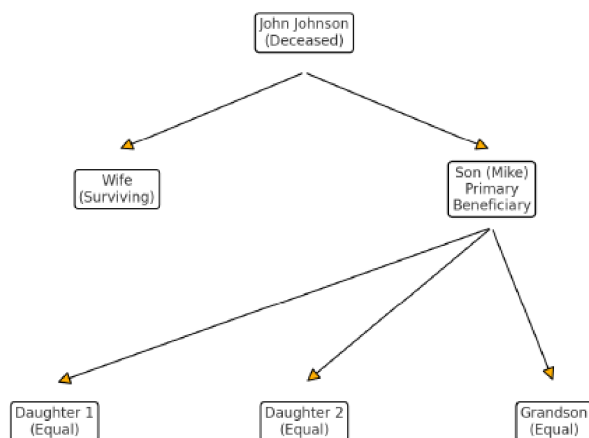 John Johnson
(Deceased)
Wife
(Surviving)
Son (Mike)
Primary
Beneficiary
Daughter 1
(Equal)
Daughter 2
(Equal)
Grandson
(Equal)